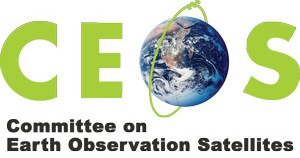 CEOS
Committee on
Earth Observation Satellites